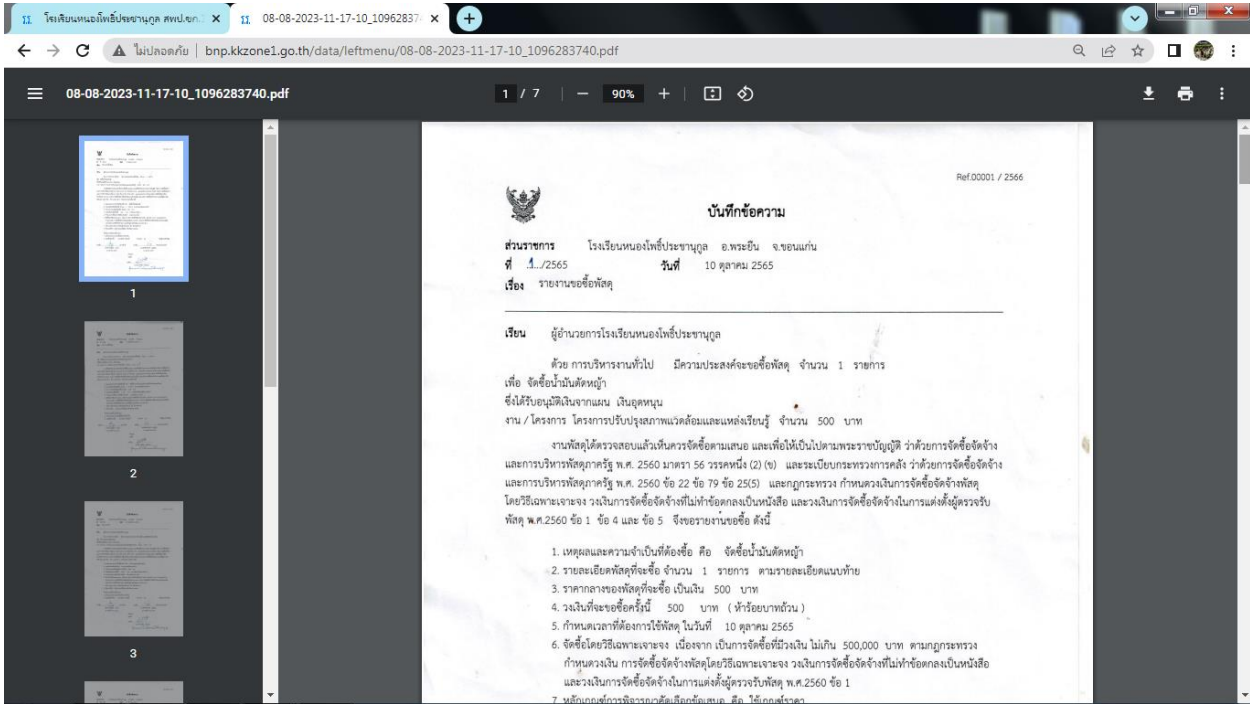 โรงเรียนหนองโพธิ์ประชานุกูล สพป.ขก.
08-08-2023-11-17-10_10962837
ไม่ปลอดภัย | bnp.kkzone1.go.th/data/leftmenu/08-08-2023-11-17-10_1096283740.pdf
08-08-2023-11-17-10_1096283740.pdf
1 / 7
90%
1
2
3
Ref.00001 / 2566
บันทึกข้อความ
ส่วนราชการ โรงเรียนหนองโพธิ์ประชานุกูล อ.พระยืน จ.ขอนแก่น
ที่ .1../2565 วันที่ 10 ตุลาคม 2565
เรื่อง รายงานขอซื้อพัสดุ
เรียน ผู้อำนวยการโรงเรียนหนองโพธิ์ประชานุกูล
ด้วย การบริหารงานทั่วไป มีความประสงค์จะขอซื้อพัสดุ จำนวน 1 รายการ
เพื่อ จัดซื้อน้ำมันตัดหญ้า
ซึ่งได้รับอนุมัติเงินจากแผน เงินอุดหนุน
งาน / โครงการ โครงการปรับปรุงสภาพแวดล้อมและแหล่งเรียนรู้ จำนวน 500 บาท
งานพัสดุได้ตรวจสอบแล้วเห็นควรจัดซื้อตามเสนอ และเพื่อให้เป็นไปตามพระราชบัญญัติ ว่าด้วยการจัดซื้อจัดจ้าง
และการบริหารพัสดุภาครัฐ พ.ศ. 2560 มาตรา 56 วรรคหนึ่ง (2) (ข) และระเบียบกระทรวงการคลัง ว่าด้วยการจัดซื้อจัดจ้าง
และการบริหารพัสดุภาครัฐ พ.ศ. 2560 ข้อ 22 ข้อ 79 ข้อ 25(5) และกฎกระทรวง กำหนดวงเงินการจัดซื้อจัดจ้างพัสดุ
โดยวิธีเฉพาะเจาะจง วงเงินการจัดซื้อจัดจ้างที่ไม่ทำข้อตกลงเป็นหนังสือ และวงเงินการจัดซื้อจัดจ้างในการแต่งตั้งผู้ตรวจรับ
พัสดุ พ.ศ.2560 ข้อ 1 ข้อ 4 และ ข้อ 5 จึงขอรายงานขอซื้อ ดังนี้
1. เหตุผลและความจำเป็นที่ต้องซื้อ คือ จัดซื้อน้ำมันตัดหญ้า
2. รายละเอียดพัสดุที่จะซื้อ จำนวน 1 รายการ ตามรายละเอียดแนบท้าย
3. ราคากลางของพัสดุที่จะซื้อ เป็นเงิน 500 บาท
4. วงเงินที่จะขอซื้อครั้งนี้ 500 บาท ( ห้าร้อยบาทถ้วน )
5. กำหนดเวลาที่ต้องการใช้พัสดุ ในวันที่ 10 ตุลาคม 2565
6. จัดซื้อโดยวิธีเฉพาะเจาะจง เนื่องจาก เป็นการจัดซื้อที่มีวงเงิน ไม่เกิน 500,000 บาท ตามกฎกระทรวง
กำหนดวงเงิน การจัดซื้อจัดจ้างพัสดุโดยวิธีเฉพาะเจาะจง วงเงินการจัดซื้อจัดจ้างที่ไม่ทำข้อตกลงเป็นหนังสือ
และวงเงินการจัดซื้อจัดจ้างในการแต่งตั้งผู้ตรวจรับพัสดุ พ.ศ.2560 ข้อ 1
7. หลักเกณฑ์การพิจารณาคัดเลือกข้อเสนอ คือ ใช้เกณฑ์ราคา